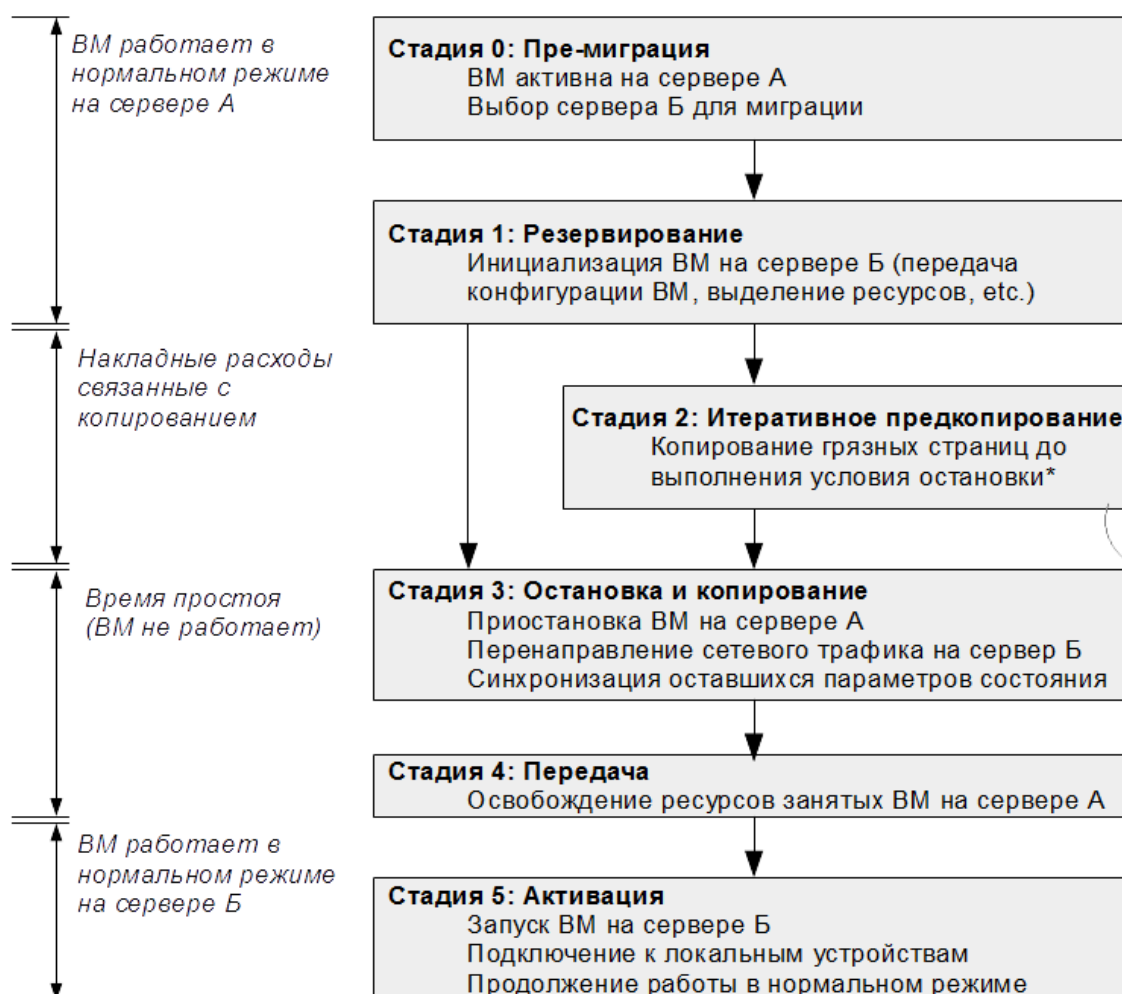 ВМ работает в
нормальном режиме
на сервере А
Стадия 0: Пре-миграция
ВМ активна на сервере А
Выбор сервера Б для миграции
Стадия 1: Резервирование
Инициализация ВМ на сервере Б (передача
конфигурации ВМ, выделение ресурсов, etc.)
Накладные расходы
связанные с
копированием
Стадия 2: Итеративное предкопирование
Копирование грязных страниц до
выполнения условия остановки*
Время простоя
(ВМ не работает)
Стадия 3: Остановка и копирование
Приостановка ВМ на сервере А
Перенаправление сетевого трафика на сервер Б
Синхронизация оставшихся параметров состояния
Стадия 4: Передача
Освобождение ресурсов занятых ВМ на сервере А
ВМ работает в
нормальном режиме
на сервере Б
Стадия 5: Активация
Запуск ВМ на сервере Б
Подключение к локальным устройствам
Продолжение работы в нормальном режиме